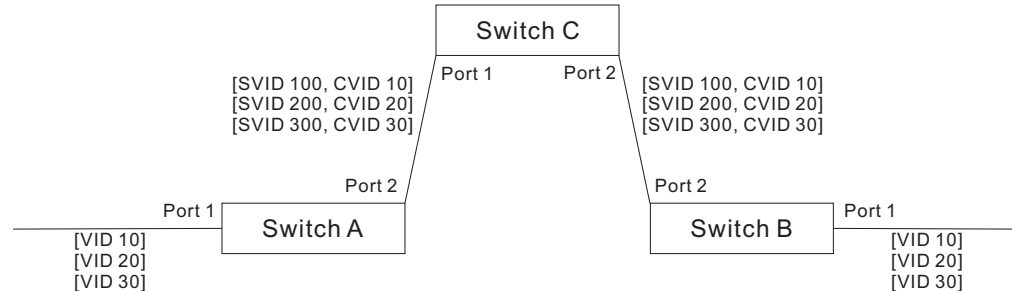 Switch C
Port 1
Port 2
[SVID 100, CVID 10]
[SVID 200, CVID 20]
[SVID 300, CVID 30]
[SVID 100, CVID 10]
[SVID 200, CVID 20]
[SVID 300, CVID 30]
Port 2
Port 2
Port 1
Switch A
Switch B
Port 1
[VID 10]
[VID 20]
[VID 30]
[VID 10]
[VID 20]
[VID 30]